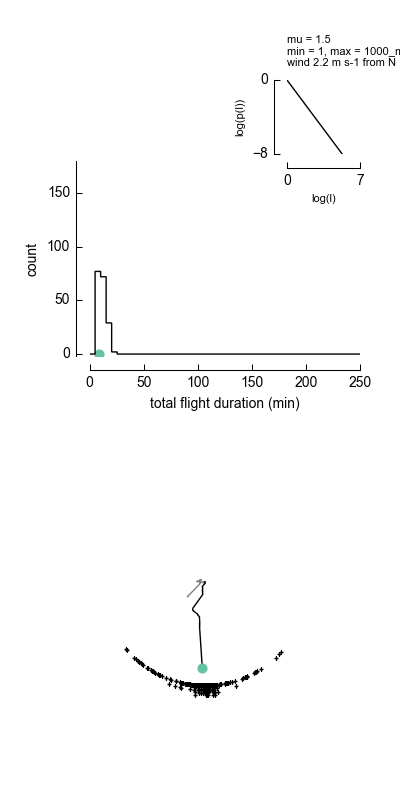 mu = 1.5
min = 1, max = 1000_m
wind 2.2 m s-1 from N
0
log(p(l))
−8
0 7
log(l)
150
100
count
50
0
0 50 100 150 200 250
total flight duration (min)